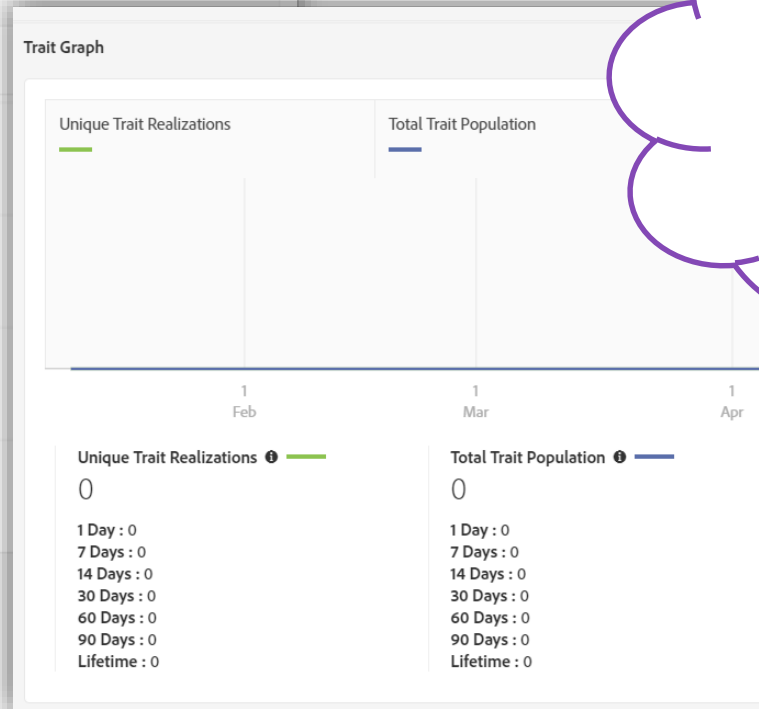 Trait Graph
Unique Trait Realizations
Total Trait Population
1
Feb
1
Mar
1
Apr
Unique Trait Realizations
0
1 Day : 0
7 Days : 0
14 Days : 0
30 Days : 0
60 Days : 0
90 Days : 0
Lifetime : 0
Total Trait Population
0
1 Day : 0
7 Days : 0
14 Days : 0
30 Days : 0
60 Days : 0
90 Days : 0
Lifetime : 0